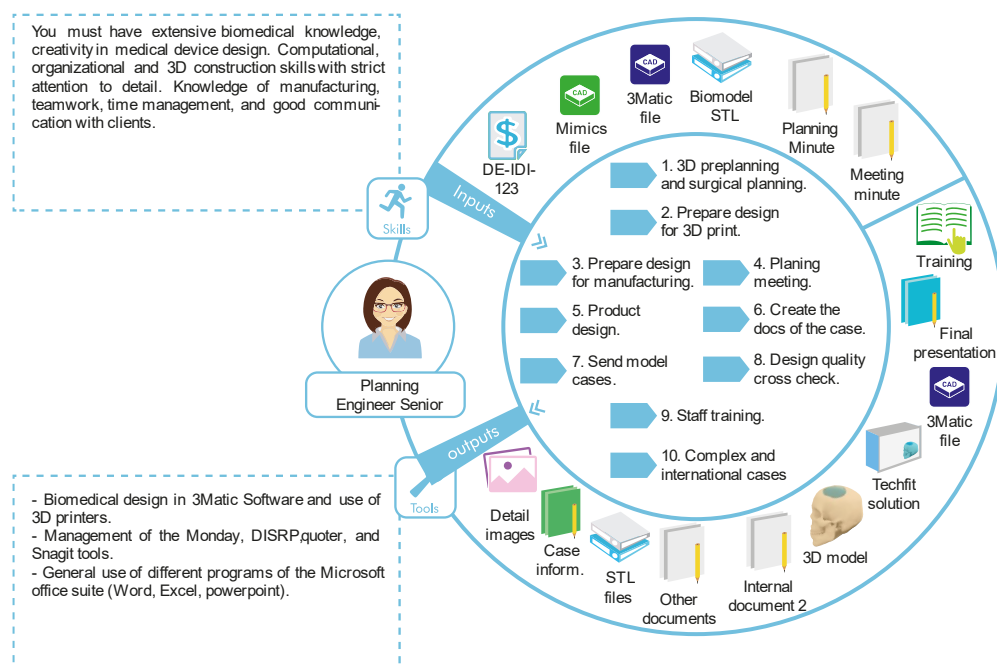 You must have extensive biomedical knowledge,
creativity in medical device design. Computational,
organizational and 3D construction skills with strict
attention to detail. Knowledge of manufacturing,
teamwork, time management, and good communi-
cation with clients.
Skills
Planning
Engineer Senior
Tools
- Biomedical design in 3Matic Software and use of
3D printers.
- Management of the Monday, DISRP,quoter, and
Snagit tools.
- General use of different programs of the Microsoft
office suite (Word, Excel, powerpoint).
Inputs
DE-IDI-
123
CAD
Mimics
file
CAD
3Matic
file
Biomodel
STL
Planning
Minute
Meeting
minute
1. 3D preplanning
and surgical planning.
2. Prepare design
for 3D print.
3. Prepare design
for manufacturing.
4. Planing
meeting.
5. Product
design.
6. Create the
docs of the case.
7. Send model
cases.
8. Design quality
cross check.
9. Staff training.
10. Complex and
international cases
outputs
Training
Final
presentation
CAD
3Matic
file
Techfit
solution
3D model
Internal
document 2
Other
documents
STL
files
Case
inform.
Detail
images